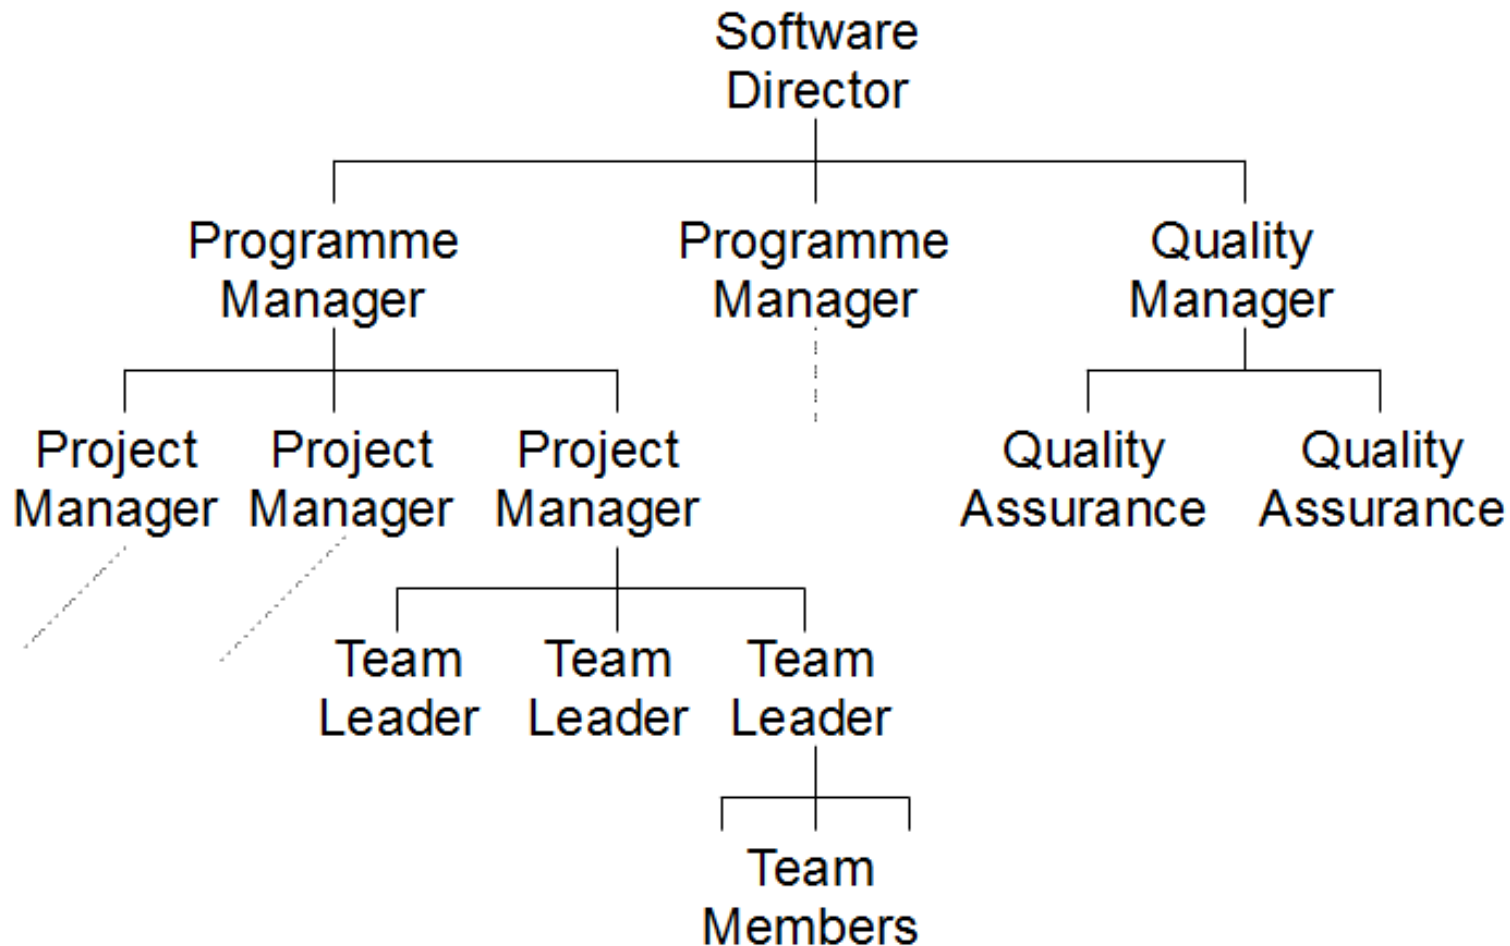 Software
Director
Programme
Manager
Programme
Manager
Quality
Manager
Project
Manager
Project
Manager
Project
Manager
Quality
Assurance
Quality
Assurance
Team
Leader
Team
Leader
Team
Leader
Team
Members